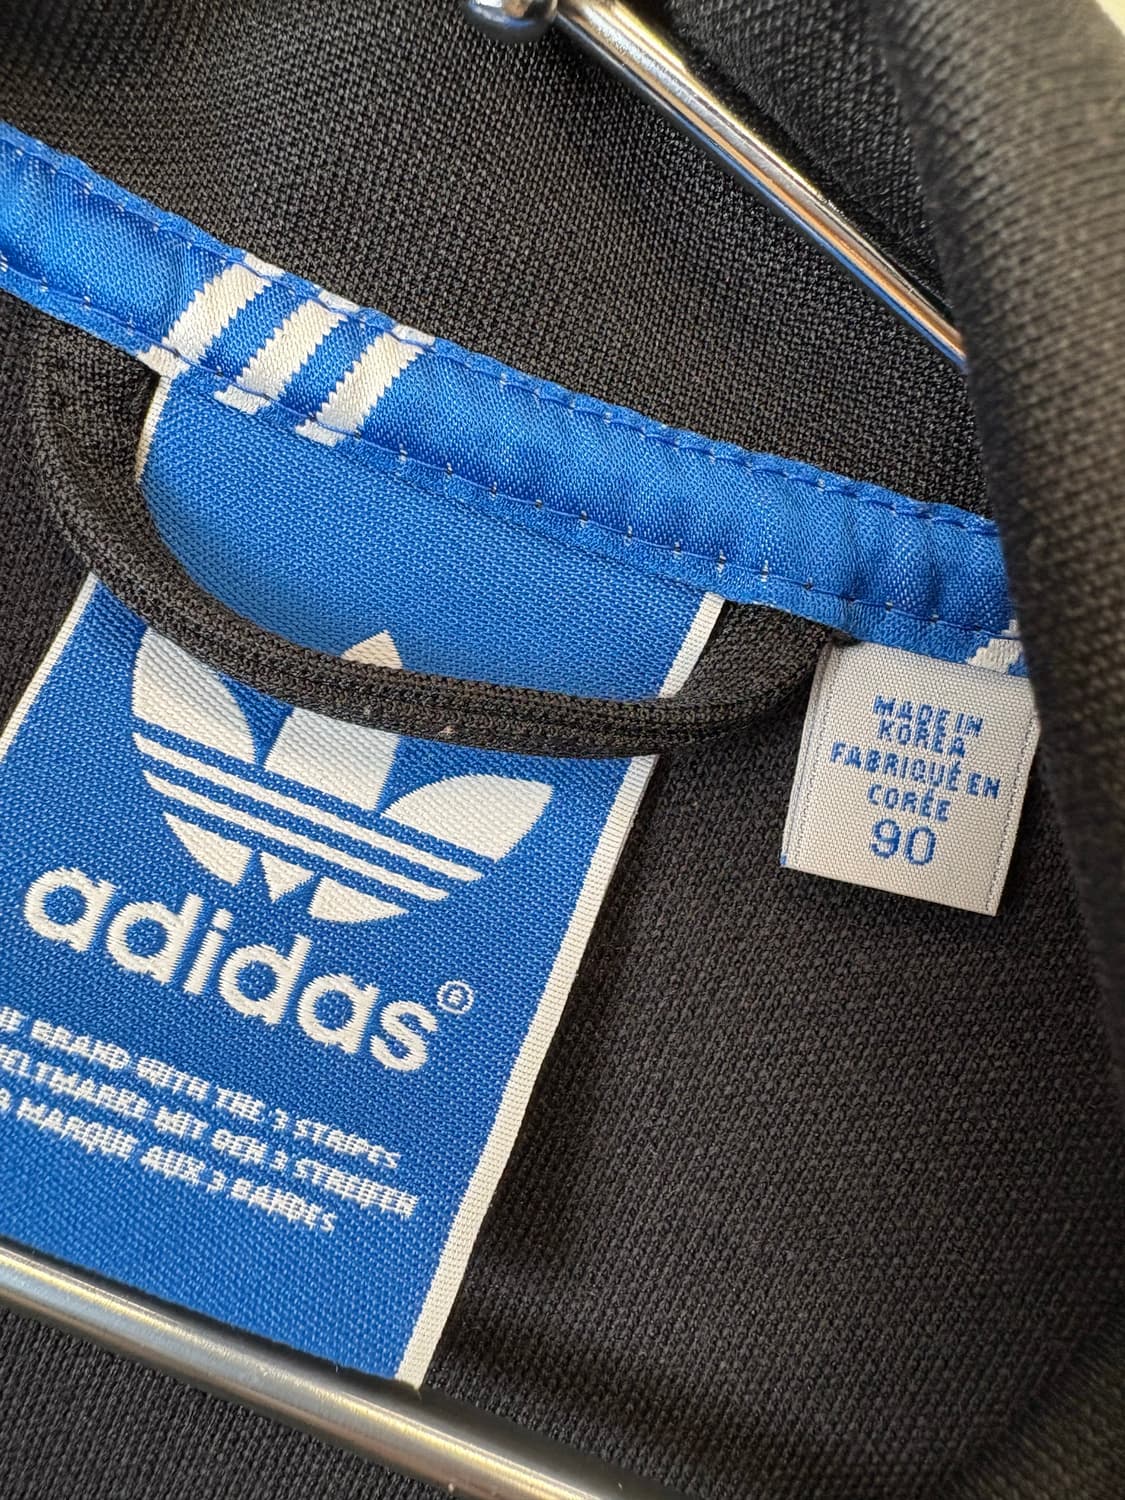 adidas®
BRAND WITH THE 3 STRIPES
WELTMARKE MIT DEN 3 STREIFEN
MARQUE AUX 3 BANDES
MADE IN
KOREA
FABRIQUÉ EN
CORÉE
90